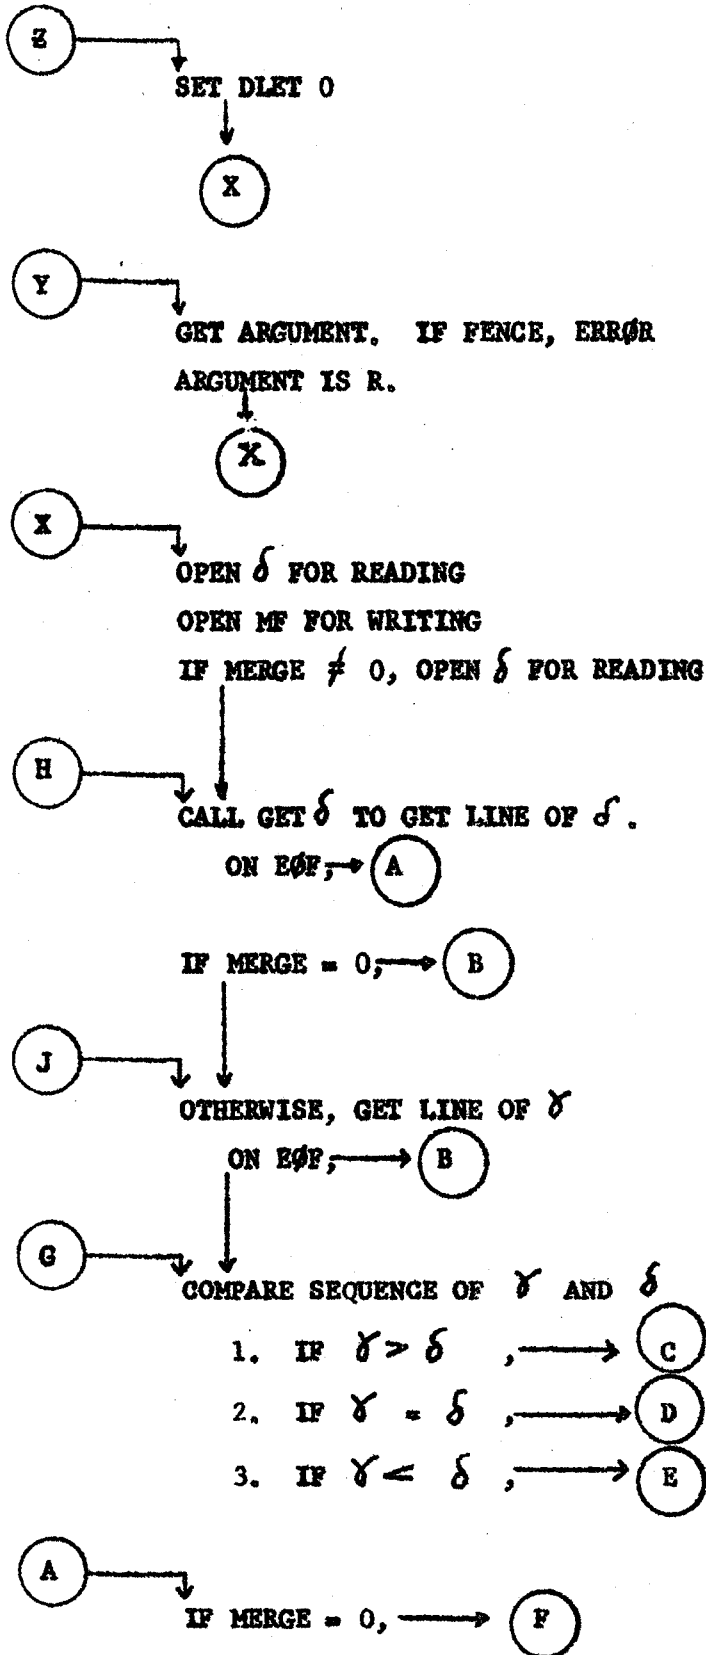 Z
SET DLET 0
X
Y
GET ARGUMENT. IF FENCE, ERRØR
ARGUMENT IS R.
X
X
OPEN δ FOR READING
OPEN MF FOR WRITING
IF MERGE ≠ 0, OPEN δ FOR READING
H
CALL GET δ TO GET LINE OF δ.
ON EØF, A
IF MERGE = 0, B
J
OTHERWISE, GET LINE OF γ
ON EØF, B
G
COMPARE SEQUENCE OF γ AND δ
1. IF γ > δ , C
2. IF γ = δ , D
3. IF γ < δ , E
A
IF MERGE = 0, F